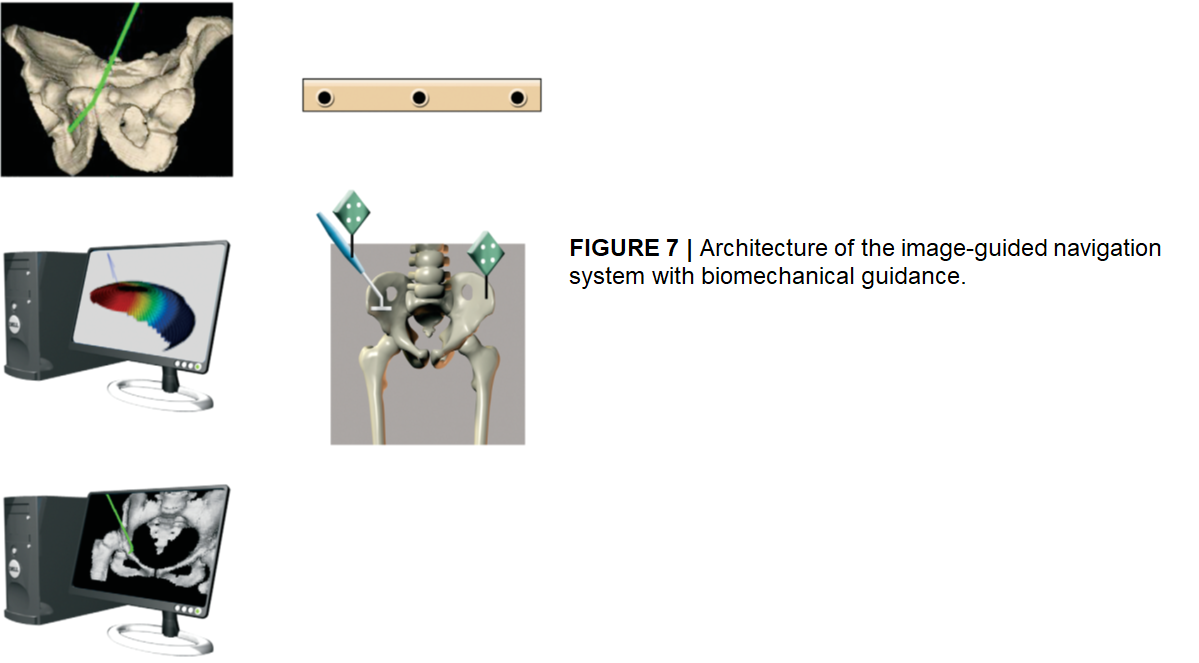 FIGURE 7 | Architecture of the image-guided navigation
system with biomechanical guidance.